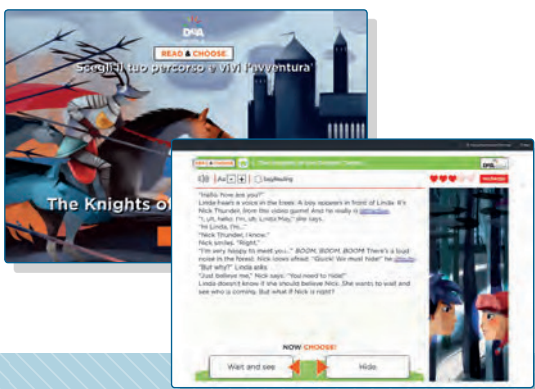 DeA
READ & CHOOSE
Scegli il tuo percorso e vivi l'avventura
The Knights of
READ & CHOOSE
Aa - + EasyReading
"Hello. How are you?"
Linda hears a voice in the trees. A boy appears in front of Linda. It's
Nick Thunder, from the video game! And he really is attractive.
"I, uh, hello. I'm, uh, Linda May," she says.
"Hi Linda, I'm..."
"Nick Thunder, I know."
Nick smiles. "Right."
"I'm very happy to meet you..." BOOM, BOOM, BOOM! There's a loud
noise in the forest. Nick looks afraid. "Quick! We must hide!" he
"But why?" Linda asks.
"Just believe me," Nick says: "You need to hide!"
Linda doesn't know if she should believe Nick. She wants to wait and
see who is coming. But what if Nick is right?
NOW CHOOSE!
Wait and see
Hide